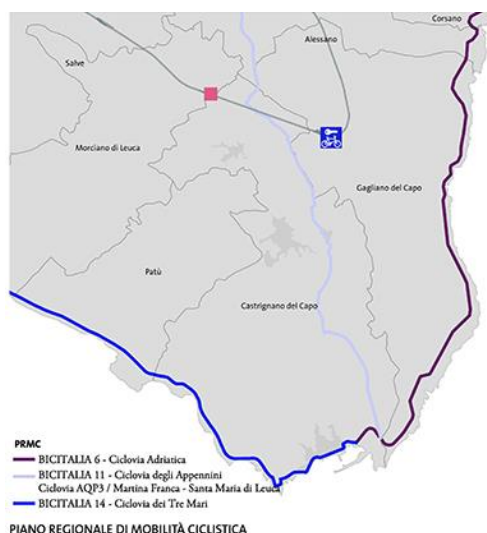 Corsano
Alessano
Salve
Morciano di Leuca
Gagliano del Capo
Patù
Castrignano del Capo
PRMC
BICITALIA 6 - Ciclovia Adriatica
BICITALIA 11 - Ciclovia degli Appennini
Ciclovia AQP3 / Martina Franca - Santa Maria di Leuca
BICITALIA 14 - Ciclovia dei Tre Mari
PIANO REGIONALE DI MOBILITÀ CICLISTICA